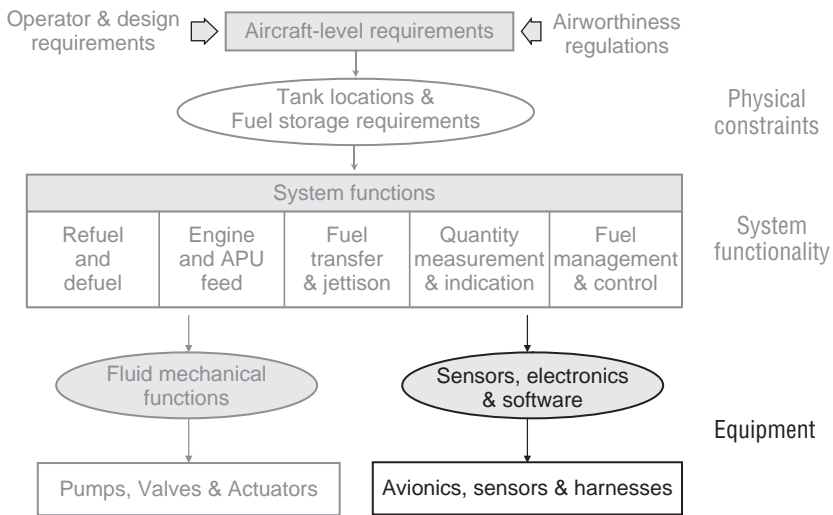 Operator & design
requirements
Aircraft-level requirements
Airworthiness
regulations
Tank locations &
Fuel storage requirements
Physical
constraints
System functions
Refuel
and
defuel
Engine
and APU
feed
Fuel
transfer
& jettison
Quantity
measurement
& indication
Fuel
management
& control
System
functionality
Fluid mechanical
functions
Sensors, electronics
& software
Equipment
Pumps, Valves & Actuators
Avionics, sensors & harnesses